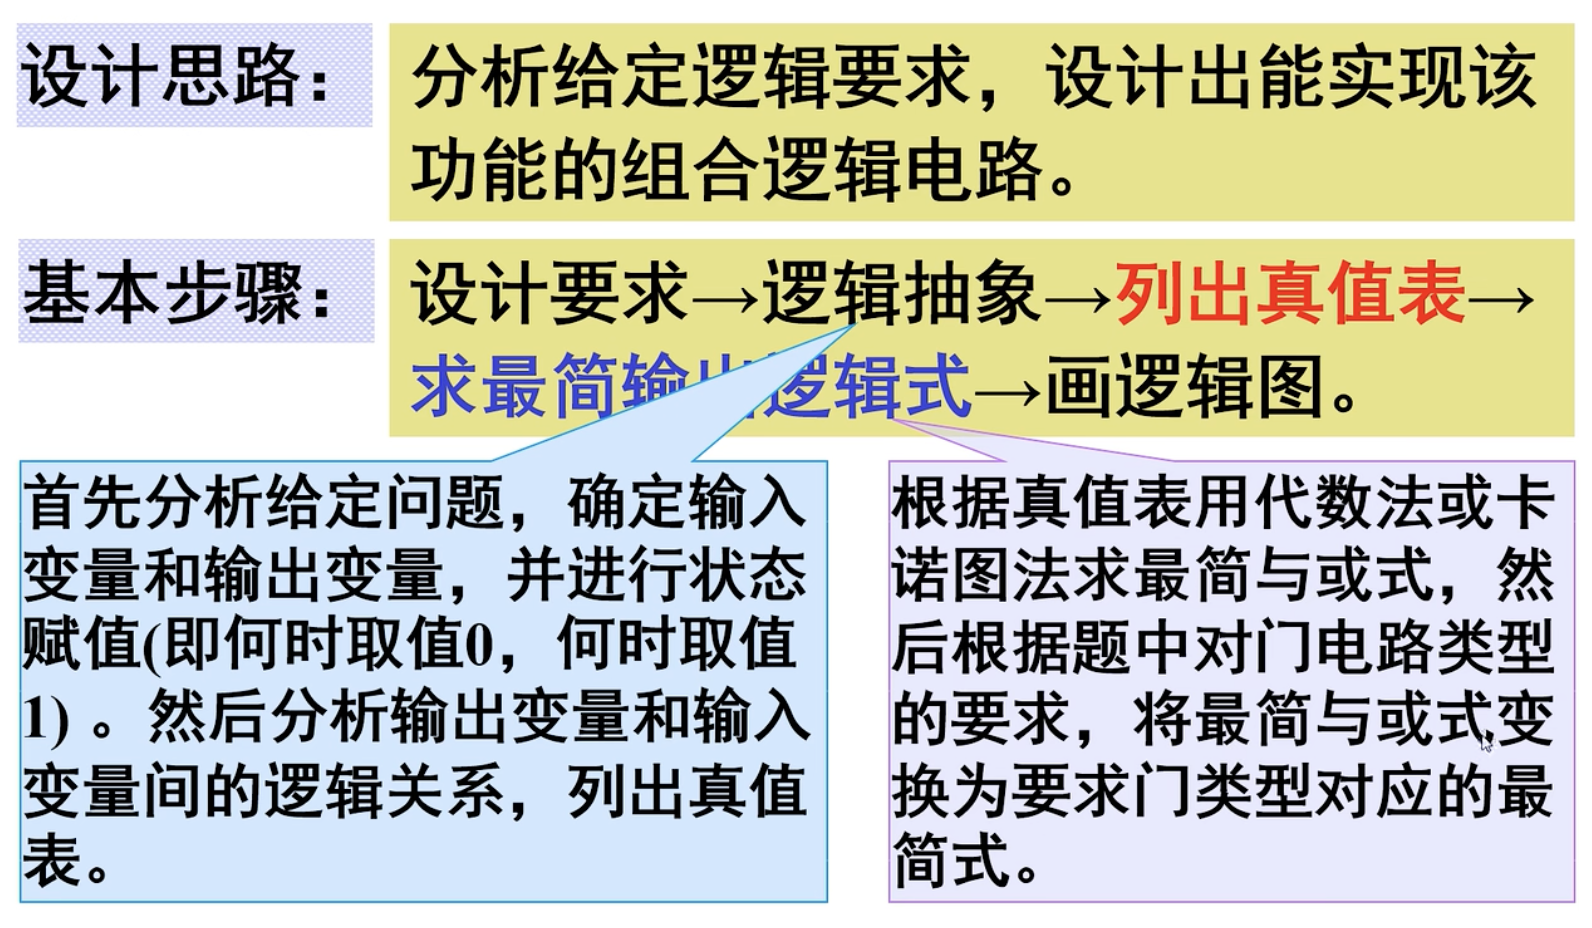 设计思路：
分析给定逻辑要求，设计出能实现该
功能的组合逻辑电路。
基本步骤：
设计要求→逻辑抽象→列出真值表→
求最简输出逻辑式→画逻辑图。
首先分析给定问题，确定输入
变量和输出变量，并进行状态
赋值(即何时取值0，何时取值
1) 。然后分析输出变量和输入
变量间的逻辑关系，列出真值
表。
根据真值表用代数法或卡
诺图法求最简与或式，然
后根据题中对门电路类型
的要求，将最简与或式变
换为要求门类型对应的最
简式。